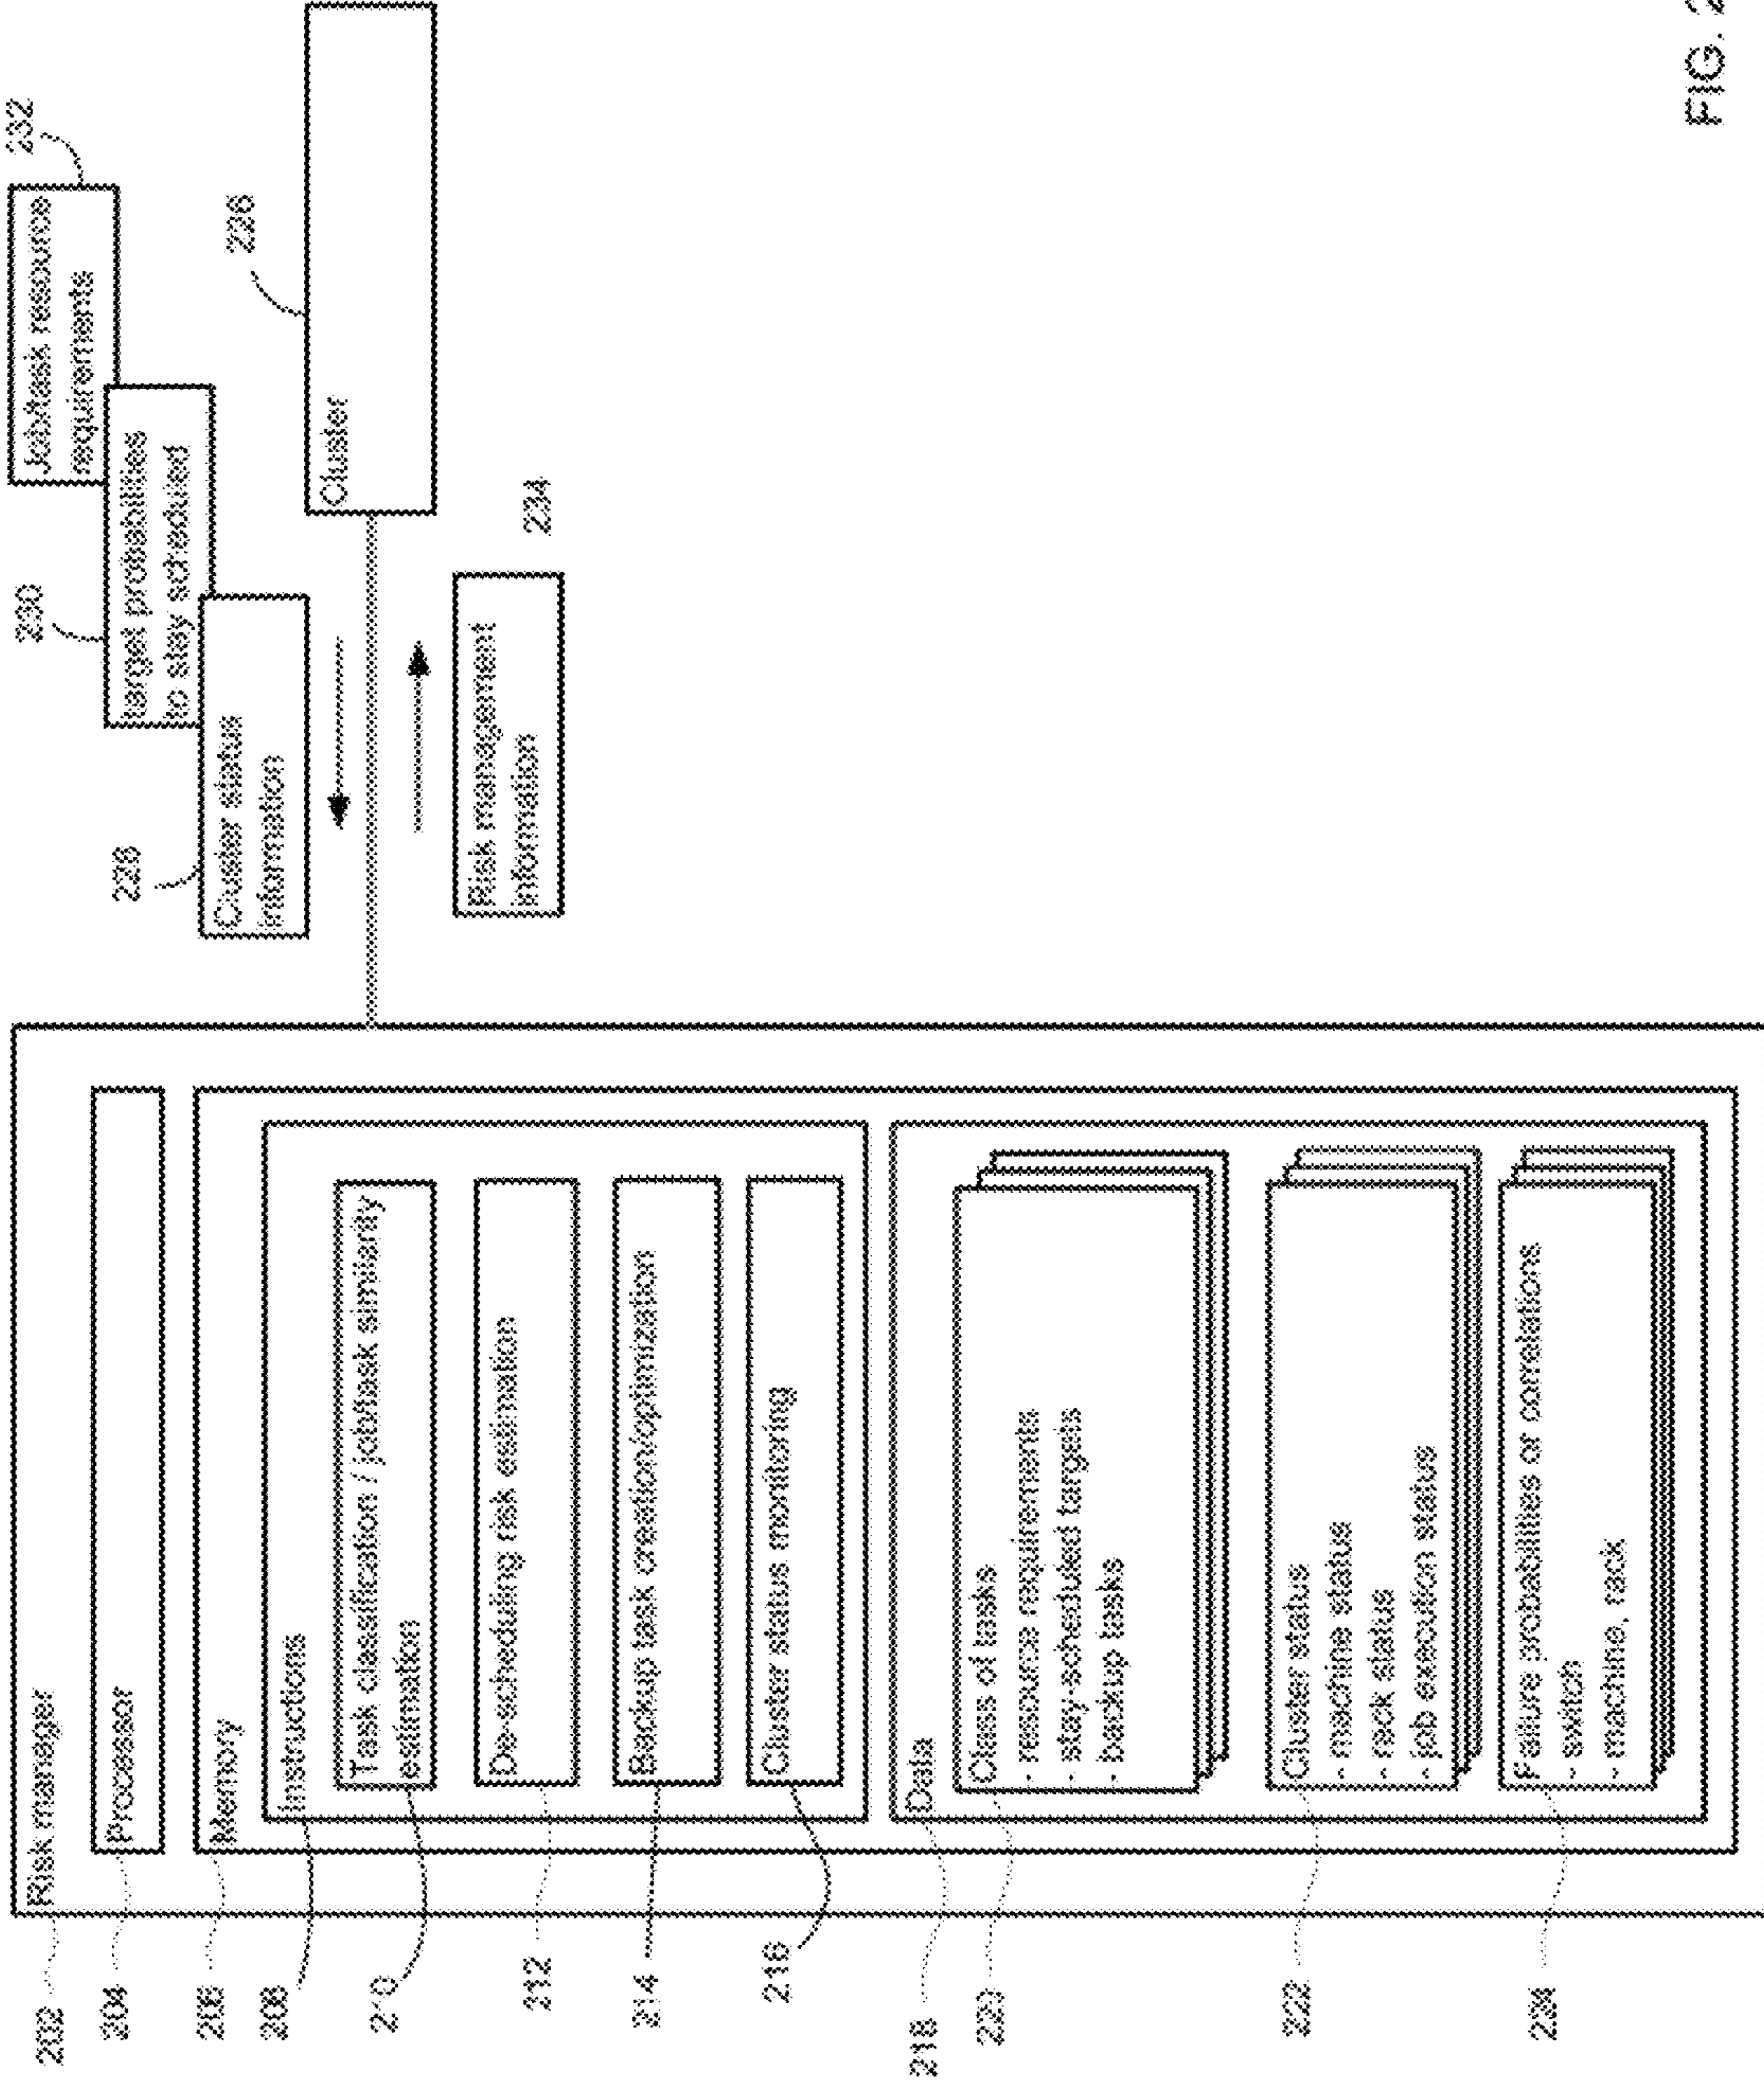 202
Risk manager
204
Processor
206
Memory
208
Instructions
210
Task classification / job/task similarity
estimation
212
De-scheduling risk estimation
214
Backup task creation/optimization
216
Cluster status monitoring
218
Data
220
Class of tasks
- resource requirements
- stay-scheduled targets
- backup tasks
222
Cluster status
- machine status
- rack status
- job execution status
224
Failure probabilities or correlations
- switch
- machine, rack
232
Job/task resource
requirements
230
target probabilities
to stay scheduled
228
Cluster status
information
226
Cluster
234
Risk management
information
FIG. 2